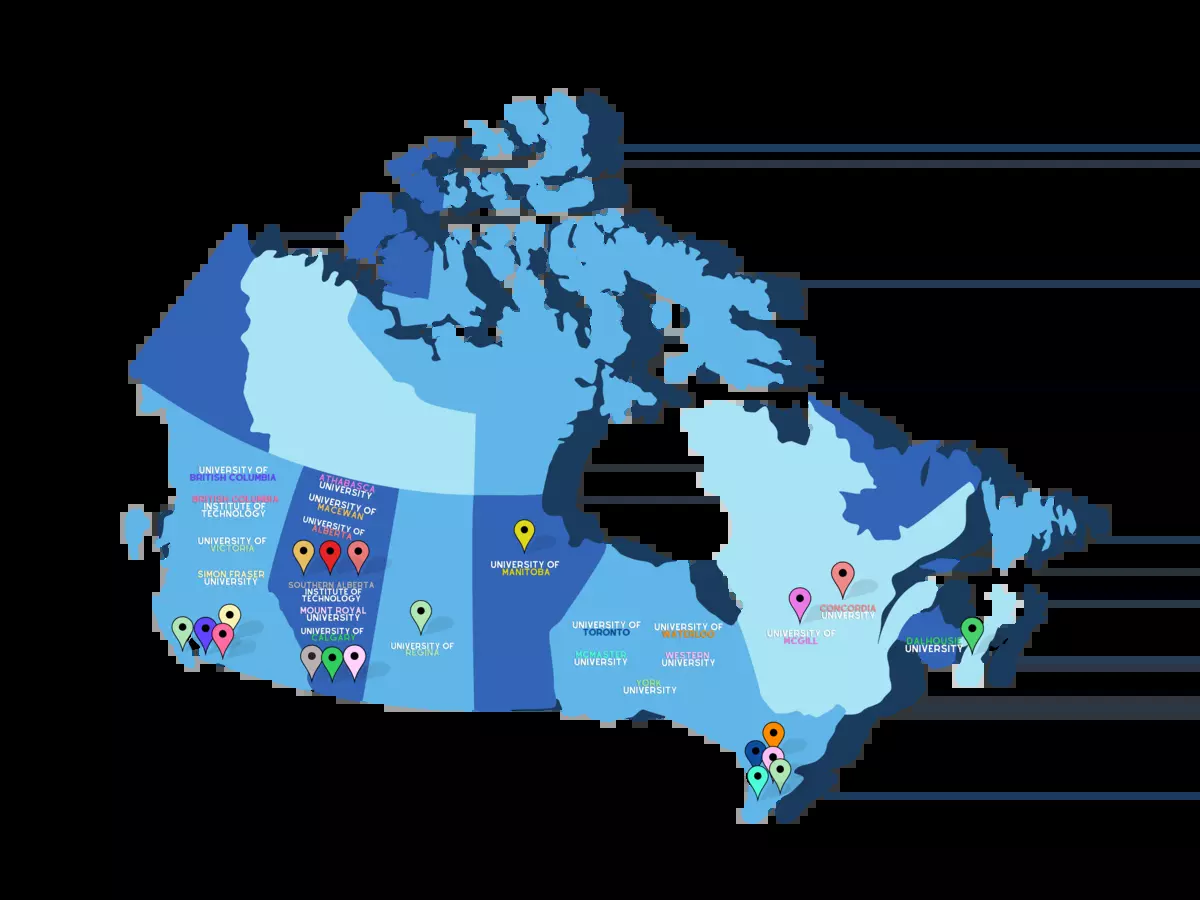 UNIVERSITY OF
BRITISH COLUMBIA
BRITISH COLUMBIA
INSTITUTE OF
TECHNOLOGY
UNIVERSITY OF
VICTORIA
SIMON FRASER
UNIVERSITY
ATHABASCA
UNIVERSITY
UNIVERSITY OF
MACEWAN
UNIVERSITY OF
ALBERTA
SOUTHERN ALBERTA
INSTITUTE OF
TECHNOLOGY
MOUNT ROYAL
UNIVERSITY
UNIVERSITY OF
CALGARY
UNIVERSITY OF
REGINA
UNIVERSITY OF
MANITOBA
UNIVERSITY OF
TORONTO
UNIVERSITY OF
WATERLOO
MCMASTER
UNIVERSITY
WESTERN
UNIVERSITY
YORK
UNIVERSITY
UNIVERSITY OF
MCGILL
CONCORDIA
UNIVERSITY
DALHOUSIE
UNIVERSITY